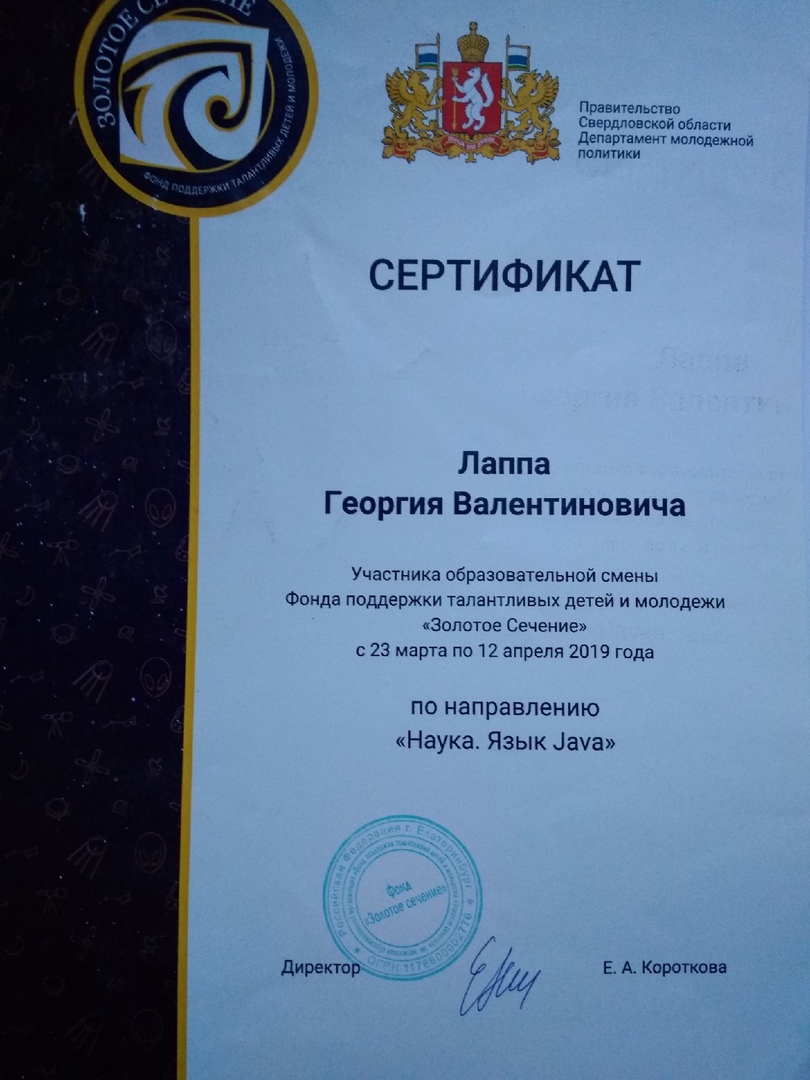 ЗОЛОТОЕ СЕЧЕНИЕ
ФОНД ПОДДЕРЖКИ ТАЛАНТЛИВЫХ ДЕТЕЙ И МОЛОДЕЖИ
Правительство
Свердловской области
Департамент молодежной
политики
СЕРТИФИКАТ
Лаппа
Георгия Валентиновича
Участника образовательной смены
Фонда поддержки талантливых детей и молодежи
«Золотое Сечение»
с 23 марта по 12 апреля 2019 года
по направлению
«Наука. Язык Java»
Российская Федерация г. Екатеринбург
Фонд
«Золотое сечение»
ОГРН 1176600002776
Директор
Е. А. Короткова